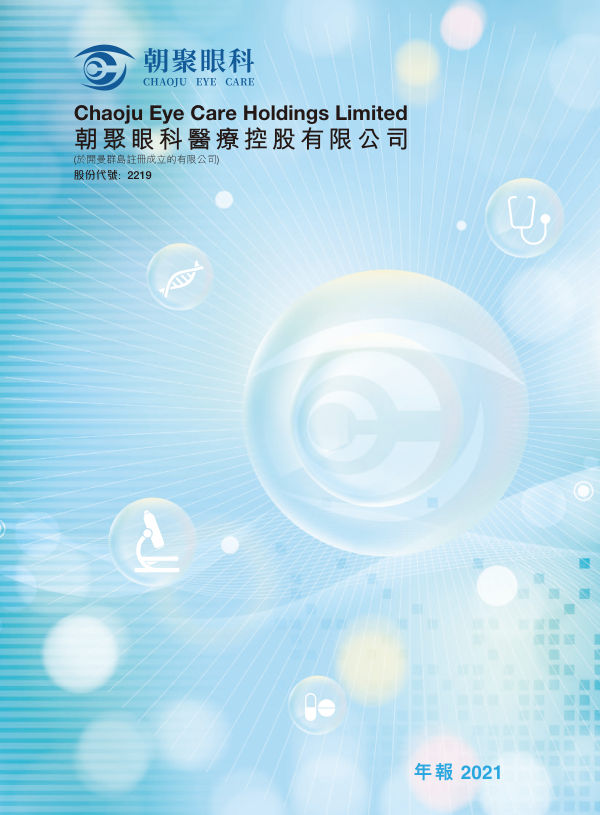 朝聚眼科
CHAOJU EYE CARE
Chaoju Eye Care Holdings Limited
朝聚眼科醫療控股有限公司
(於開曼群島註冊成立的有限公司)
股份代號: 2219
年報 2021